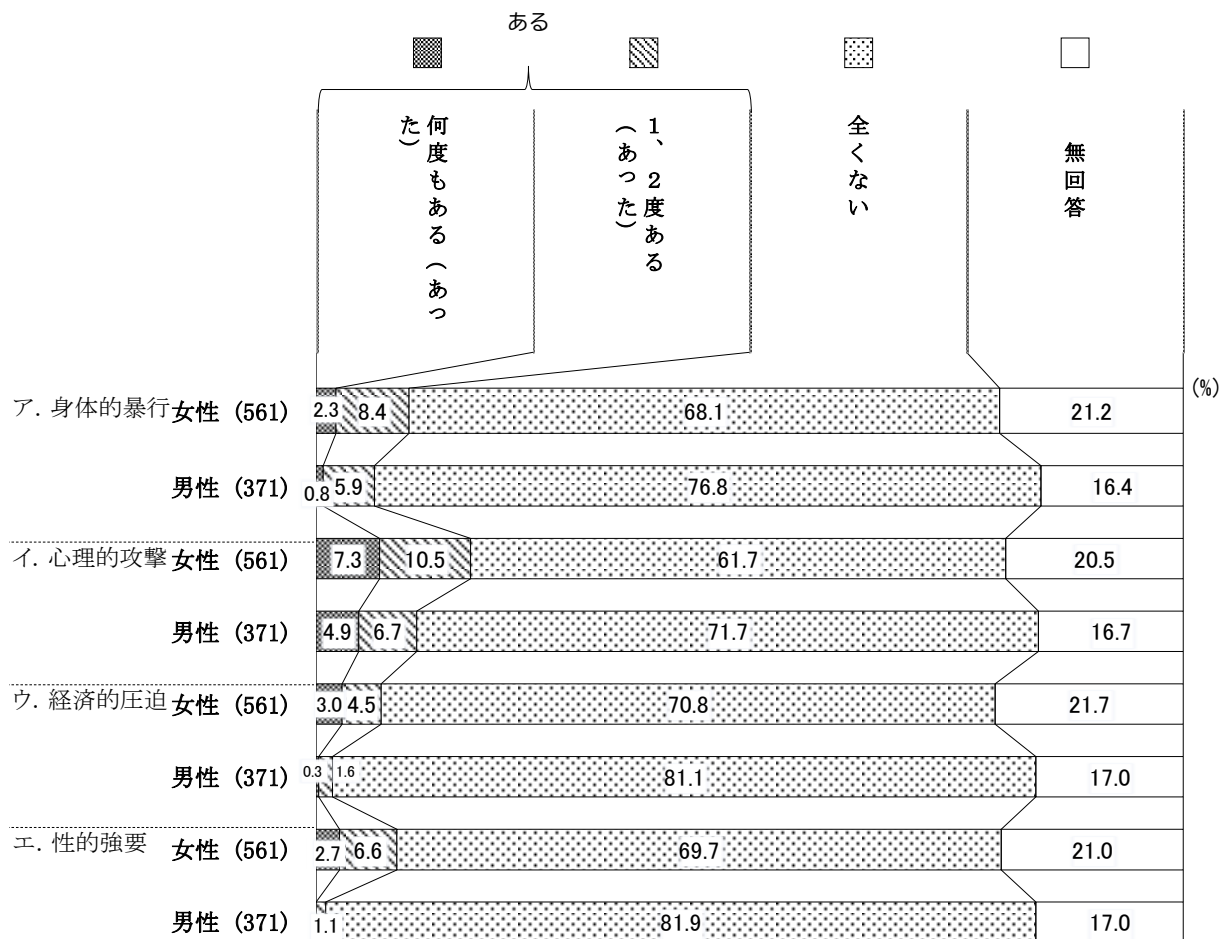 ある
何度もある（あった）
１、２度ある（あった）
全くない
無回答
(%)
ア. 身体的暴行 女性 (561) 2.3 8.4 68.1 21.2
男性 (371) 0.8 5.9 76.8 16.4
イ. 心理的攻撃 女性 (561) 7.3 10.5 61.7 20.5
男性 (371) 4.9 6.7 71.7 16.7
ウ. 経済的圧迫 女性 (561) 3.0 4.5 70.8 21.7
男性 (371) 0.3 1.6 81.1 17.0
エ. 性的強要 女性 (561) 2.7 6.6 69.7 21.0
男性 (371) 1.1 81.9 17.0